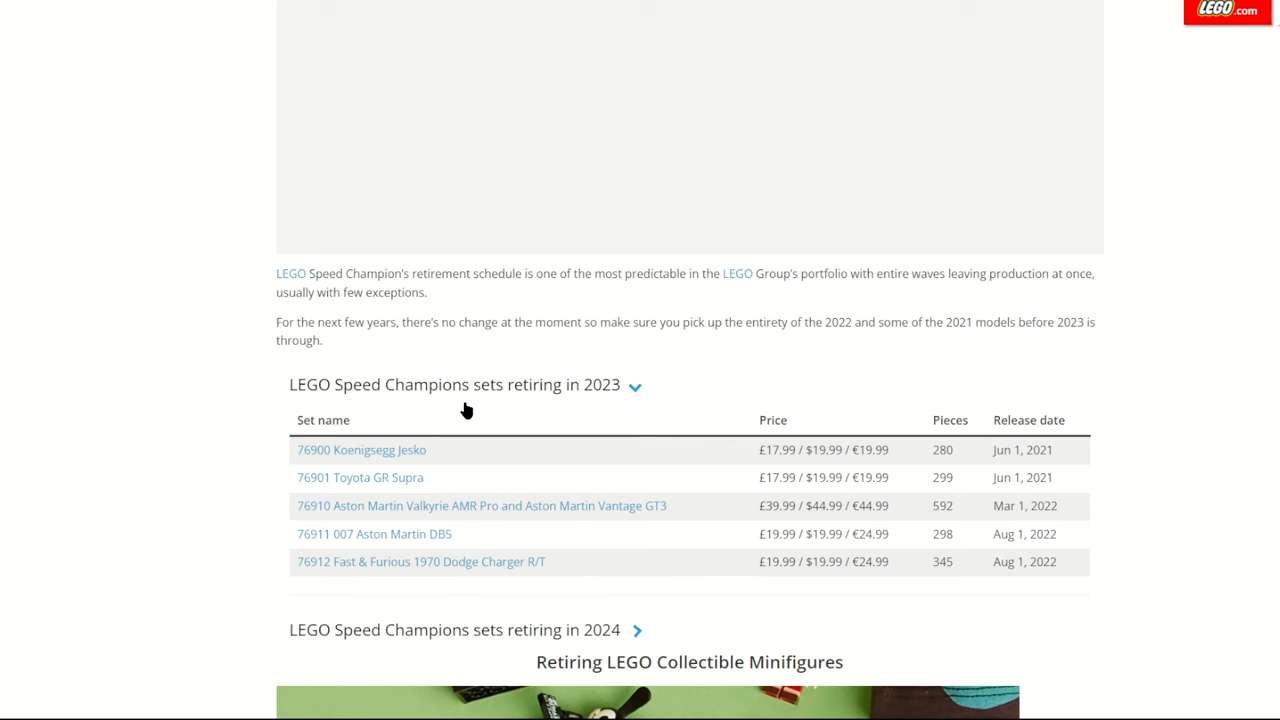 LEGO.com
LEGO Speed Champion's retirement schedule is one of the most predictable in the LEGO Group's portfolio with entire waves leaving production at once,
usually with few exceptions.
For the next few years, there's no change at the moment so make sure you pick up the entirety of the 2022 and some of the 2021 models before 2023 is
through.
LEGO Speed Champions sets retiring in 2023
Set name Price Pieces Release date
76900 Koenigsegg Jesko £17.99 / $19.99 / €19.99 280 Jun 1, 2021
76901 Toyota GR Supra £17.99 / $19.99 / €19.99 299 Jun 1, 2021
76910 Aston Martin Valkyrie AMR Pro and Aston Martin Vantage GT3 £39.99 / $44.99 / €44.99 592 Mar 1, 2022
76911 007 Aston Martin DB5 £19.99 / $19.99 / €24.99 298 Aug 1, 2022
76912 Fast & Furious 1970 Dodge Charger R/T £19.99 / $19.99 / €24.99 345 Aug 1, 2022
LEGO Speed Champions sets retiring in 2024
Retiring LEGO Collectible Minifigures